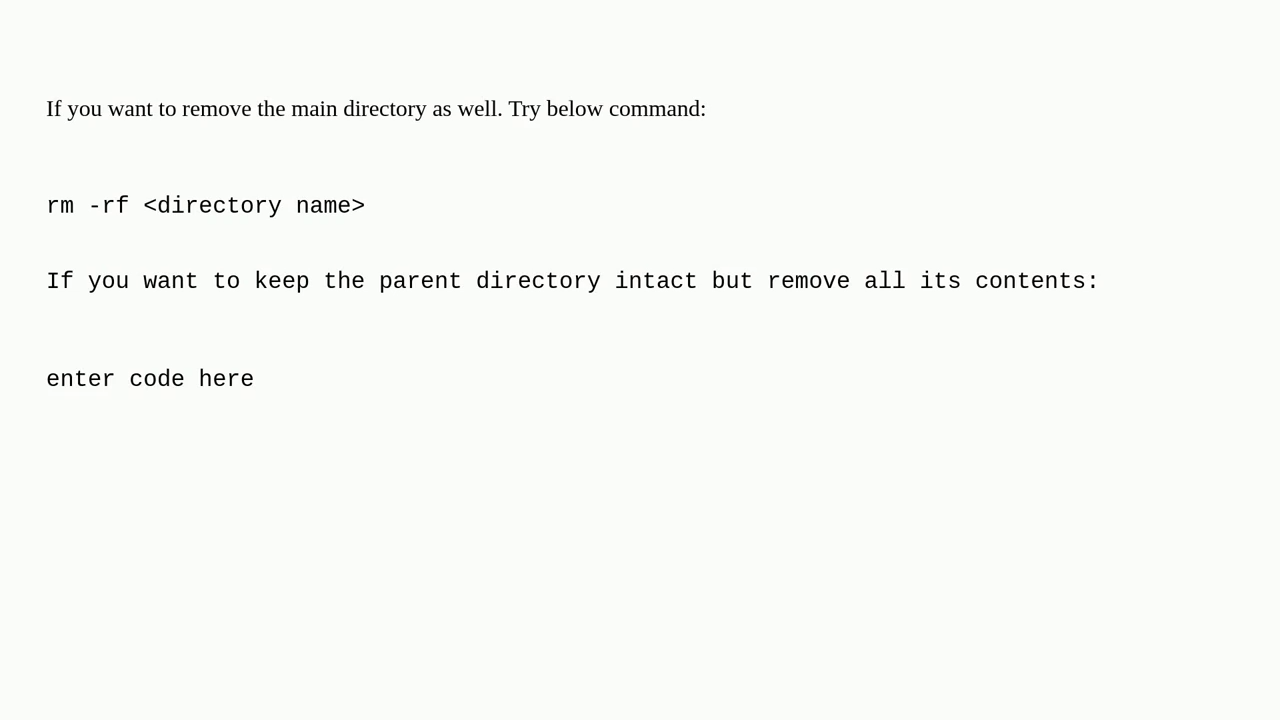 If you want to remove the main directory as well. Try below command:
rm -rf <directory name>
If you want to keep the parent directory intact but remove all its contents:
enter code here